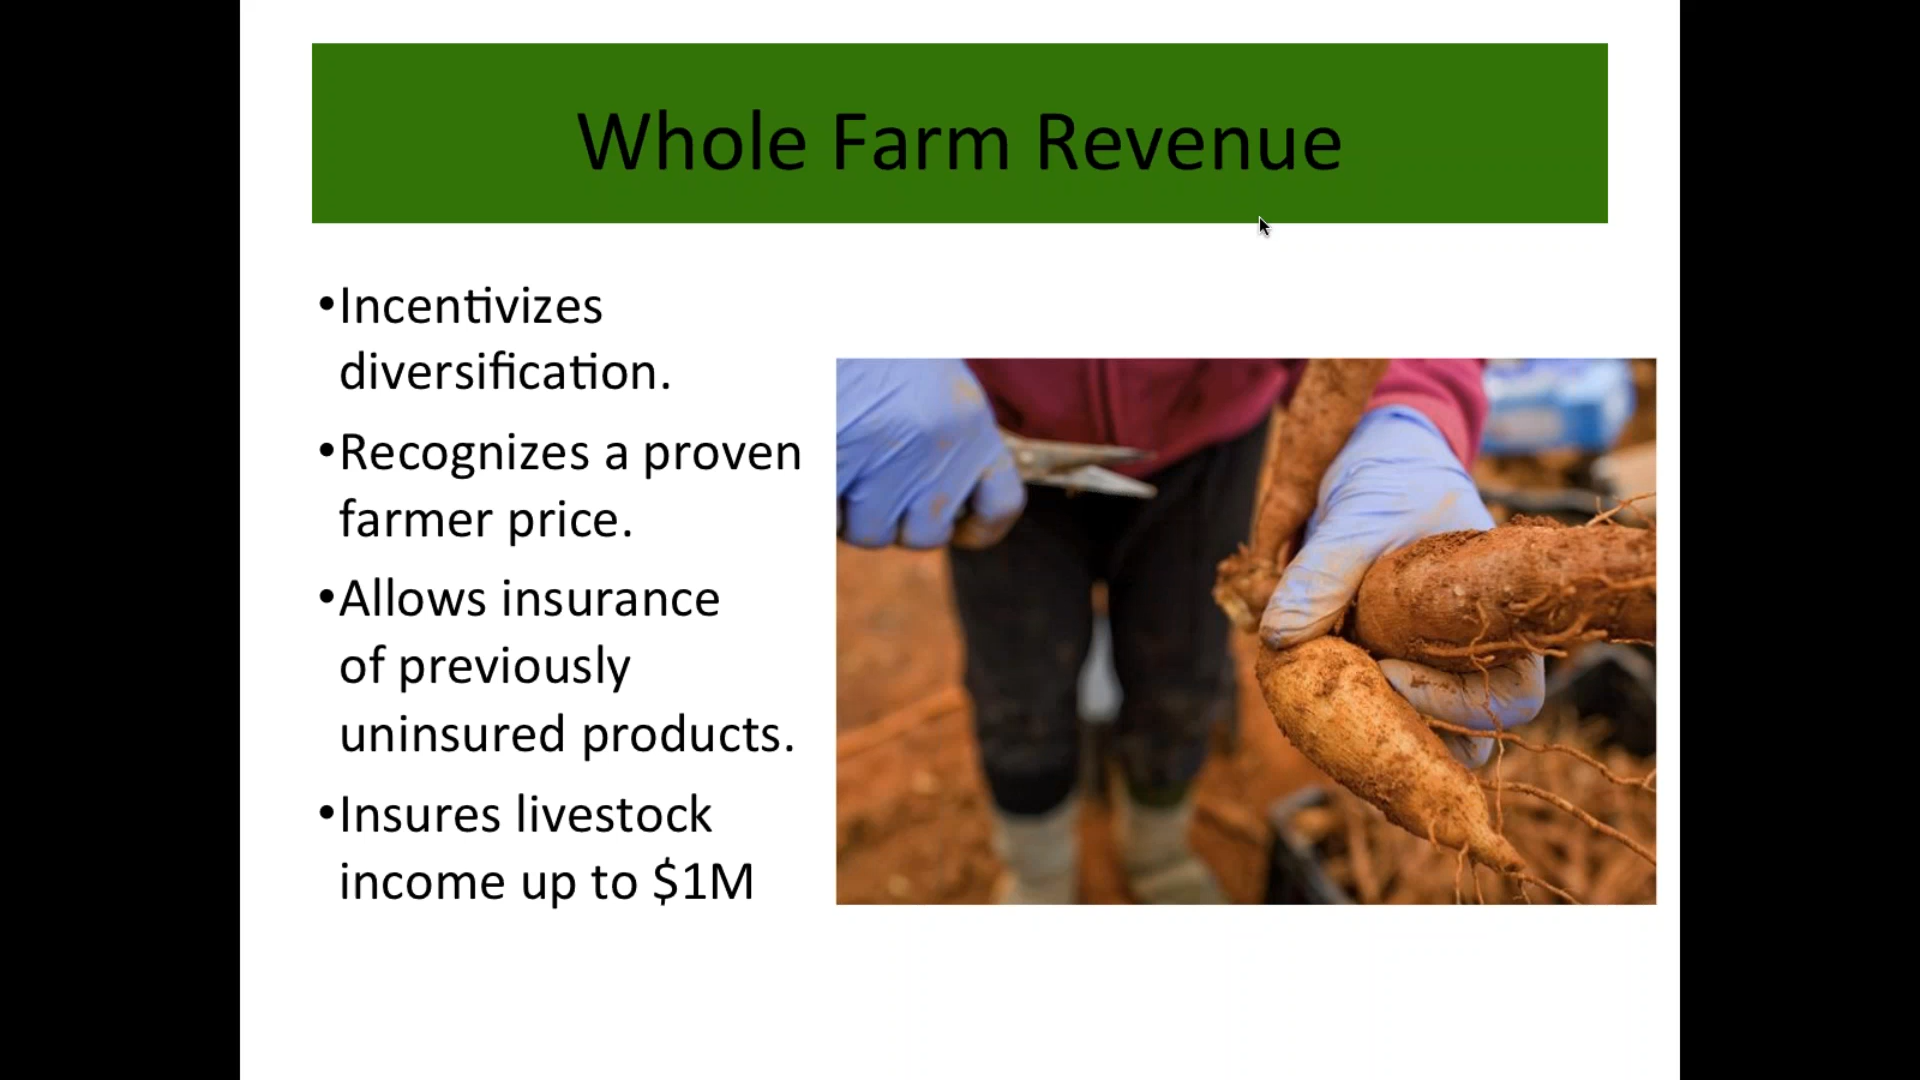 Whole Farm Revenue
•Incentivizes
diversification.
•Recognizes a proven
farmer price.
•Allows insurance
of previously
uninsured products.
•Insures livestock
income up to $1M